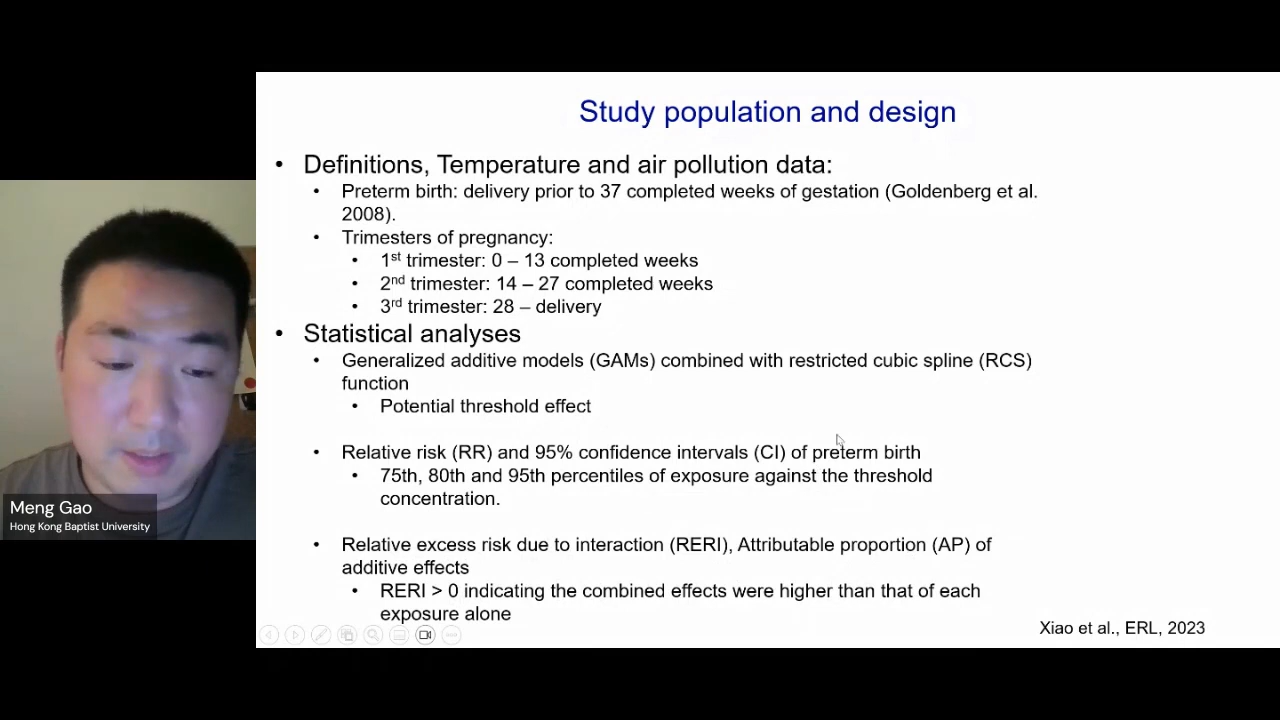 Study population and design
• Definitions, Temperature and air pollution data:
• Preterm birth: delivery prior to 37 completed weeks of gestation (Goldenberg et al.
2008).
• Trimesters of pregnancy:
• 1st trimester: 0 – 13 completed weeks
• 2nd trimester: 14 – 27 completed weeks
• 3rd trimester: 28 – delivery
• Statistical analyses
• Generalized additive models (GAMs) combined with restricted cubic spline (RCS)
function
• Potential threshold effect
• Relative risk (RR) and 95% confidence intervals (CI) of preterm birth
• 75th, 80th and 95th percentiles of exposure against the threshold
concentration.
• Relative excess risk due to interaction (RERI), Attributable proportion (AP) of
additive effects
• RERI > 0 indicating the combined effects were higher than that of each
exposure alone
Xiao et al., ERL, 2023
Meng Gao
Hong Kong Baptist University